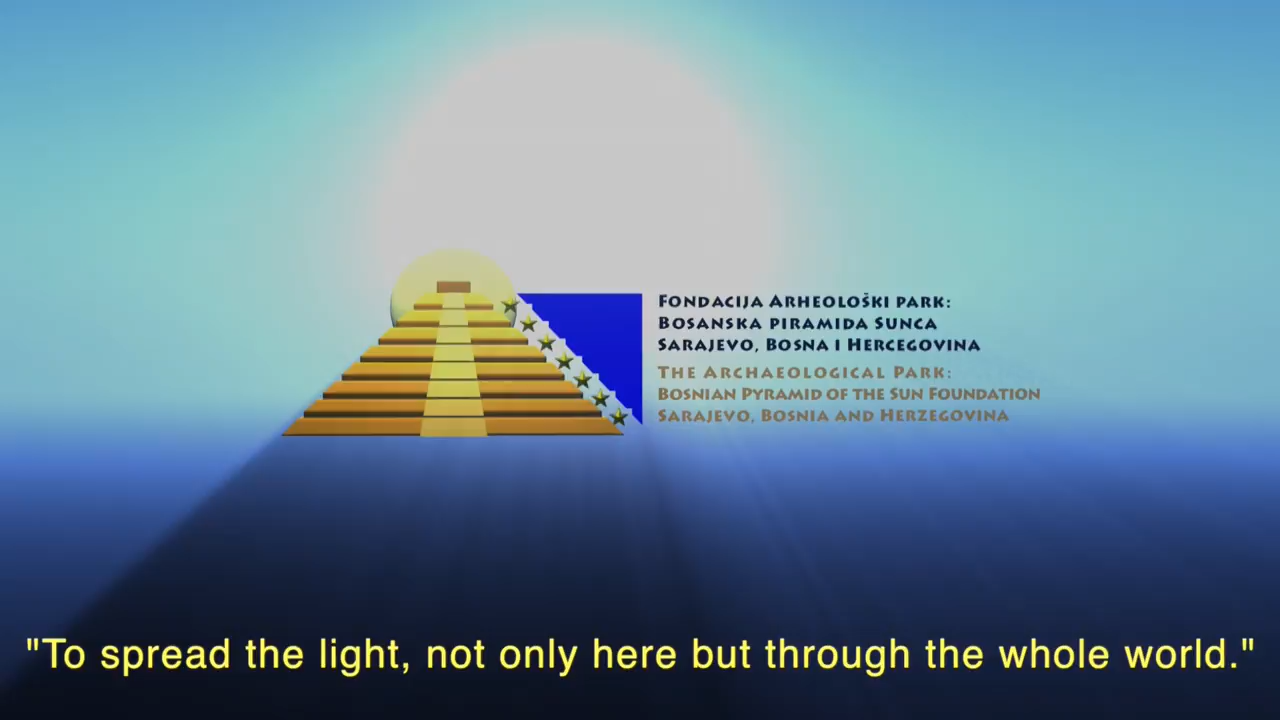 FONDACIJA ARHEOLOŠKI PARK:
BOSANSKA PIRAMIDA SUNCA
SARAJEVO, BOSNA I HERCEGOVINA
THE ARCHAEOLOGICAL PARK:
BOSNIAN PYRAMID OF THE SUN FOUNDATION
SARAJEVO, BOSNIA AND HERZEGOVINA
"To spread the light, not only here but through the whole world."